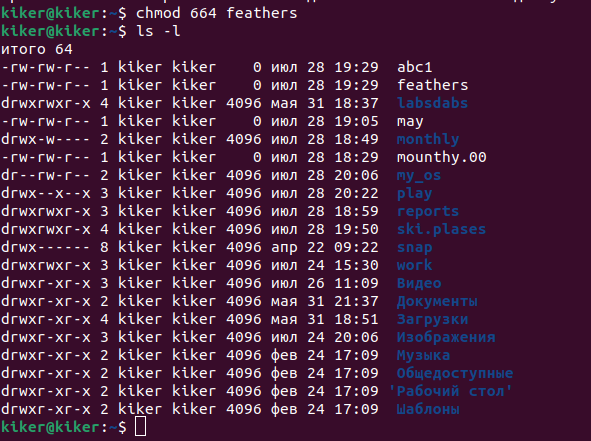 kiker@kiker:~$ chmod 664 feathers
kiker@kiker:~$ ls -l
итого 64
-rw-rw-r-- 1 kiker kiker    0 июл 28 19:29  abc1
-rw-rw-r-- 1 kiker kiker    0 июл 28 19:29  feathers
drwxrwxr-x 4 kiker kiker 4096 мая 31 18:37  labsdabs
-rw-rw-r-- 1 kiker kiker    0 июл 28 19:05  may
drwx-w---- 2 kiker kiker 4096 июл 28 18:49  monthly
-rw-rw-r-- 1 kiker kiker    0 июл 28 18:29  mounthy.00
dr--rw-r-- 2 kiker kiker 4096 июл 28 20:06  my_os
drwx--x--x 3 kiker kiker 4096 июл 28 20:22  play
drwxrwxr-x 3 kiker kiker 4096 июл 28 18:59  reports
drwxrwxr-x 4 kiker kiker 4096 июл 28 19:50  ski.plases
drwx------ 8 kiker kiker 4096 апр 22 09:22  snap
drwxrwxr-x 3 kiker kiker 4096 июл 24 15:30  work
drwxr-xr-x 3 kiker kiker 4096 июл 26 11:09  Видео
drwxr-xr-x 2 kiker kiker 4096 мая 31 21:37  Документы
drwxr-xr-x 4 kiker kiker 4096 мая 31 18:51  Загрузки
drwxr-xr-x 3 kiker kiker 4096 июл 24 20:06  Изображения
drwxr-xr-x 2 kiker kiker 4096 фев 24 17:09  Музыка
drwxr-xr-x 2 kiker kiker 4096 фев 24 17:09  Общедоступные
drwxr-xr-x 2 kiker kiker 4096 фев 24 17:09 'Рабочий стол'
drwxr-xr-x 2 kiker kiker 4096 фев 24 17:09  Шаблоны
kiker@kiker:~$